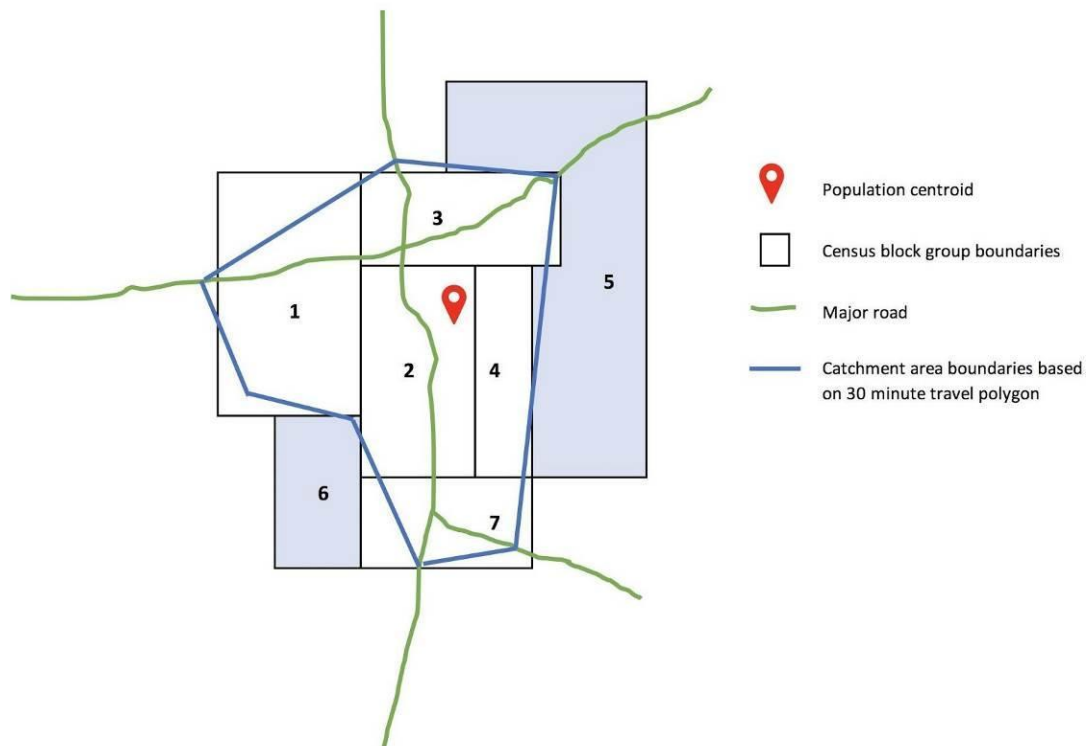 3
5
1
2
4
6
7
Population centroid
Census block group boundaries
Major road
Catchment area boundaries based
on 30 minute travel polygon